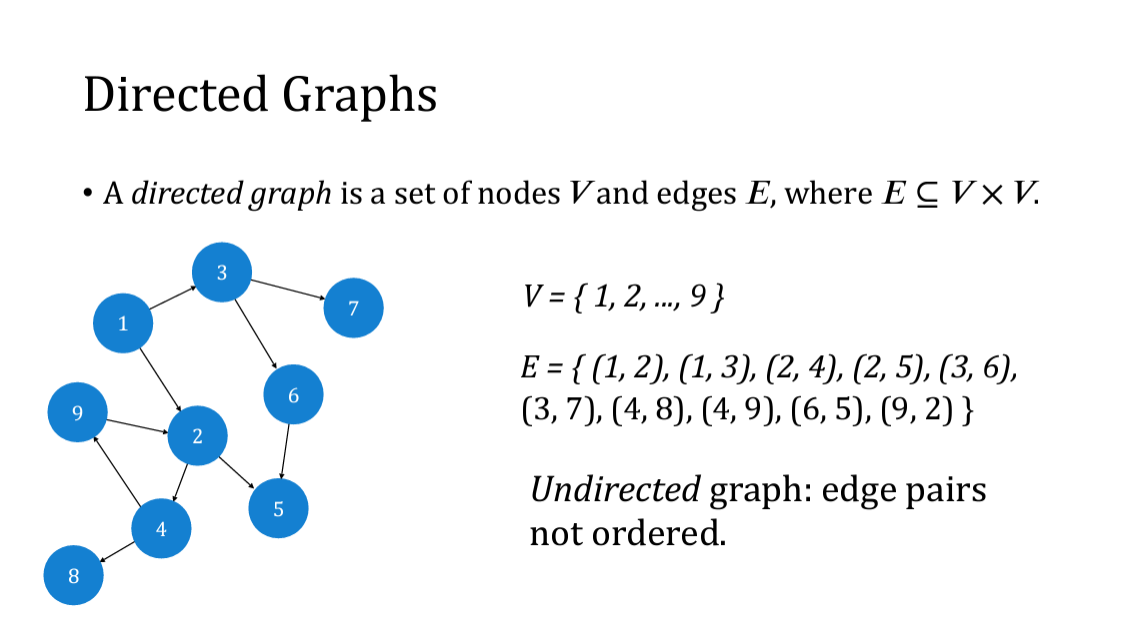 Directed Graphs
• A directed graph is a set of nodes V and edges E, where E ⊆ V × V.
3
7
1
V = { 1, 2, ..., 9 }
E = { (1, 2), (1, 3), (2, 4), (2, 5), (3, 6),
(3, 7), (4, 8), (4, 9), (6, 5), (9, 2) }
6
9
2
5
4
8
Undirected graph: edge pairs
not ordered.